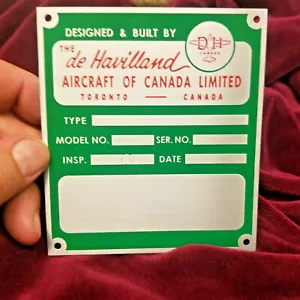 DESIGNED & BUILT BY
D H
CANADA
THE
de Havilland
AIRCRAFT OF CANADA LIMITED
TORONTO — CANADA
TYPE
MODEL NO. SER. NO.
INSP. DATE